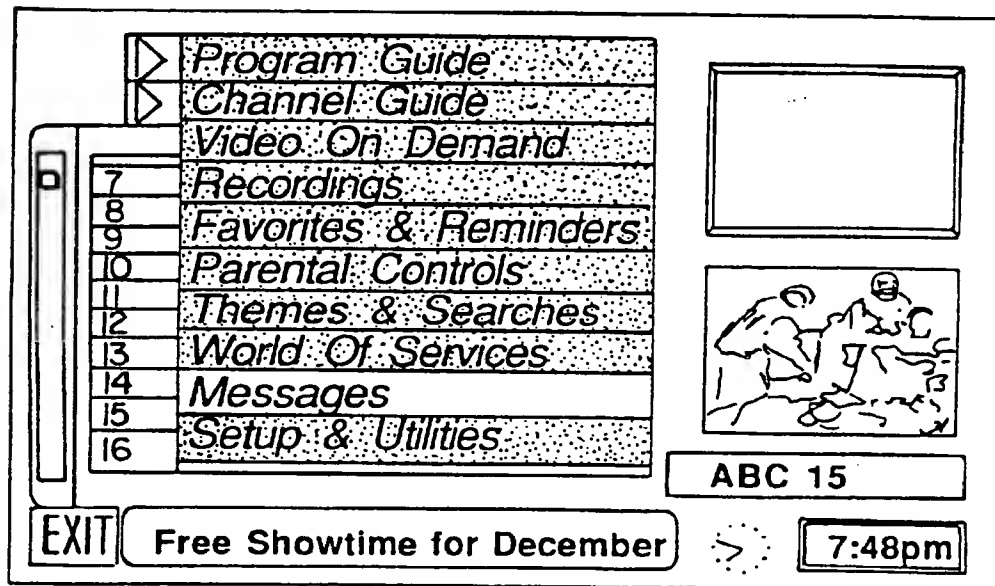 Program Guide
Channel Guide
Video On Demand
7 Recordings
8
9 Favorites & Reminders
10 Parental Controls
11
12 Themes & Searches
13 World Of Services
14 Messages
15
16 Setup & Utilities
ABC 15
EXIT
Free Showtime for December
7:48pm